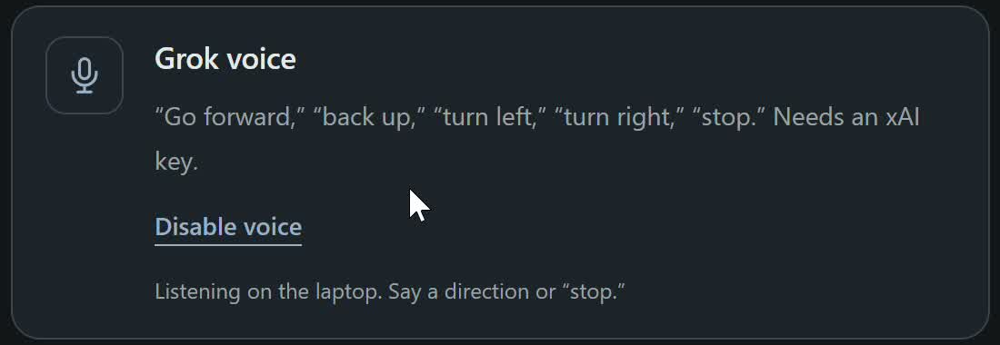 Grok voice
“Go forward,” “back up,” “turn left,” “turn right,” “stop.” Needs an xAI
key.
Disable voice
Listening on the laptop. Say a direction or “stop.”